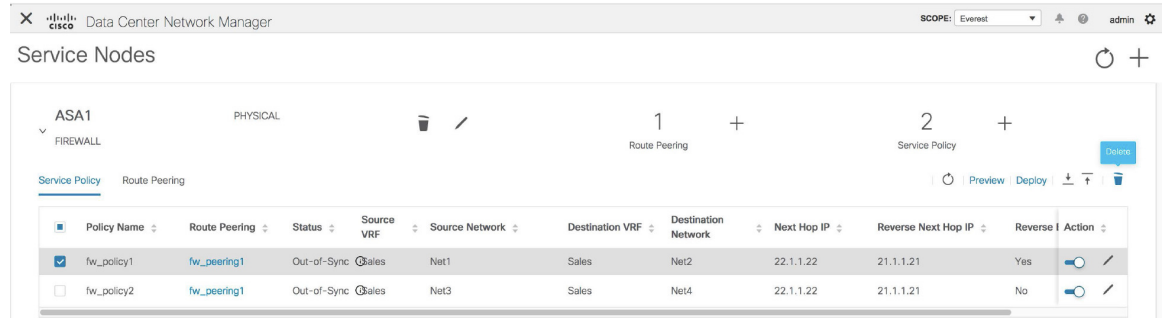 CISCO Data Center Network Manager SCOPE: Everest admin
Service Nodes
ASA1 PHYSICAL 1 2
FIREWALL Route Peering Service Policy
Delete
Service Policy Route Peering Preview Deploy
Policy Name Route Peering Status Source VRF Source Network Destination VRF Destination Network Next Hop IP Reverse Next Hop IP Reverse Action
fw_policy1 fw_peering1 Out-of-Sync Sales Net1 Sales Net2 22.1.1.22 21.1.1.21 Yes
fw_policy2 fw_peering1 Out-of-Sync Sales Net3 Sales Net4 22.1.1.22 21.1.1.21 No